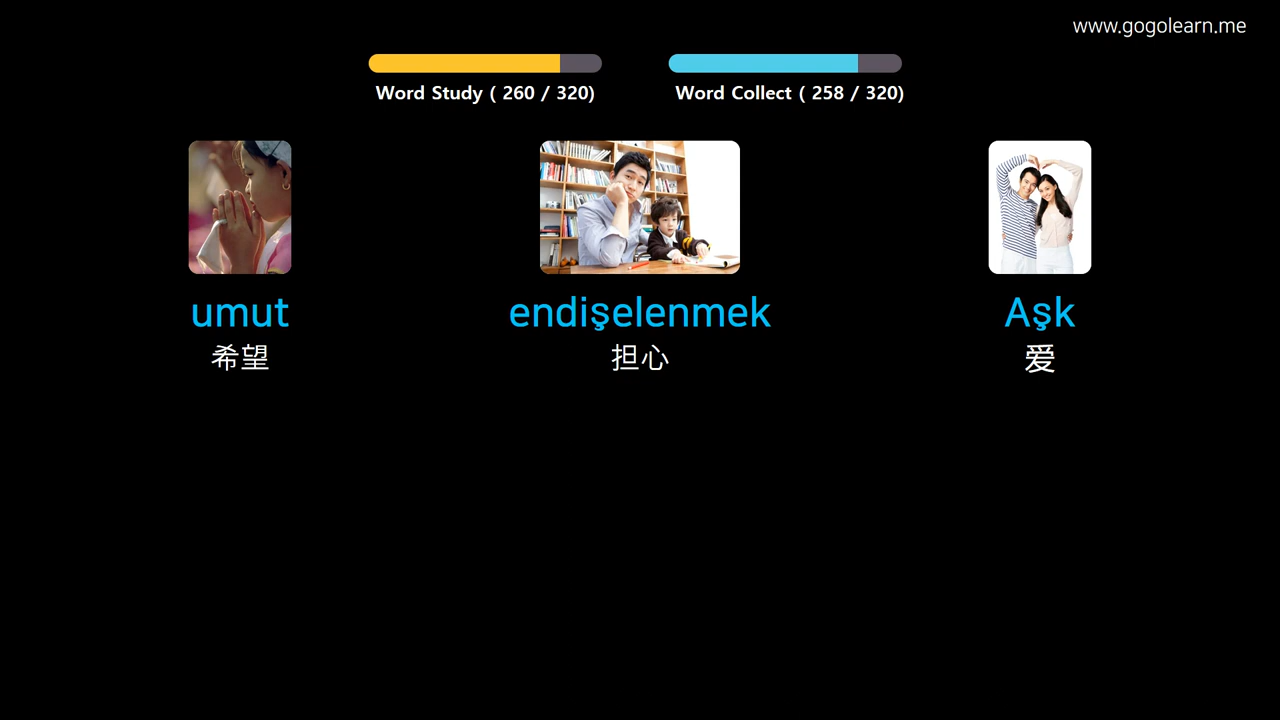 www.gogolearn.me
Word Study ( 260 / 320)
Word Collect ( 258 / 320)
umut
endişelenmek
Aşk
希望
担心
爱